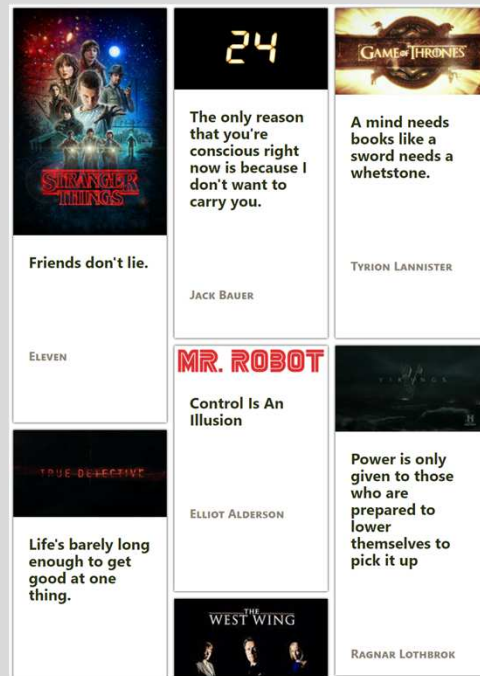 STRANGER
THINGS
Friends don't lie.
Eleven
TRUE DETECTIVE
Life's barely long
enough to get
good at one
thing.
24
The only reason
that you're
conscious right
now is because I
don't want to
carry you.
Jack Bauer
MR. ROBOT
Control Is An
Illusion
Elliot Alderson
THE
WEST WING
GAME OF THRONES
A mind needs
books like a
sword needs a
whetstone.
Tyrion Lannister
VIKINGS
H
Power is only
given to those
who are
prepared to
lower
themselves to
pick it up
Ragnar Lothbrok